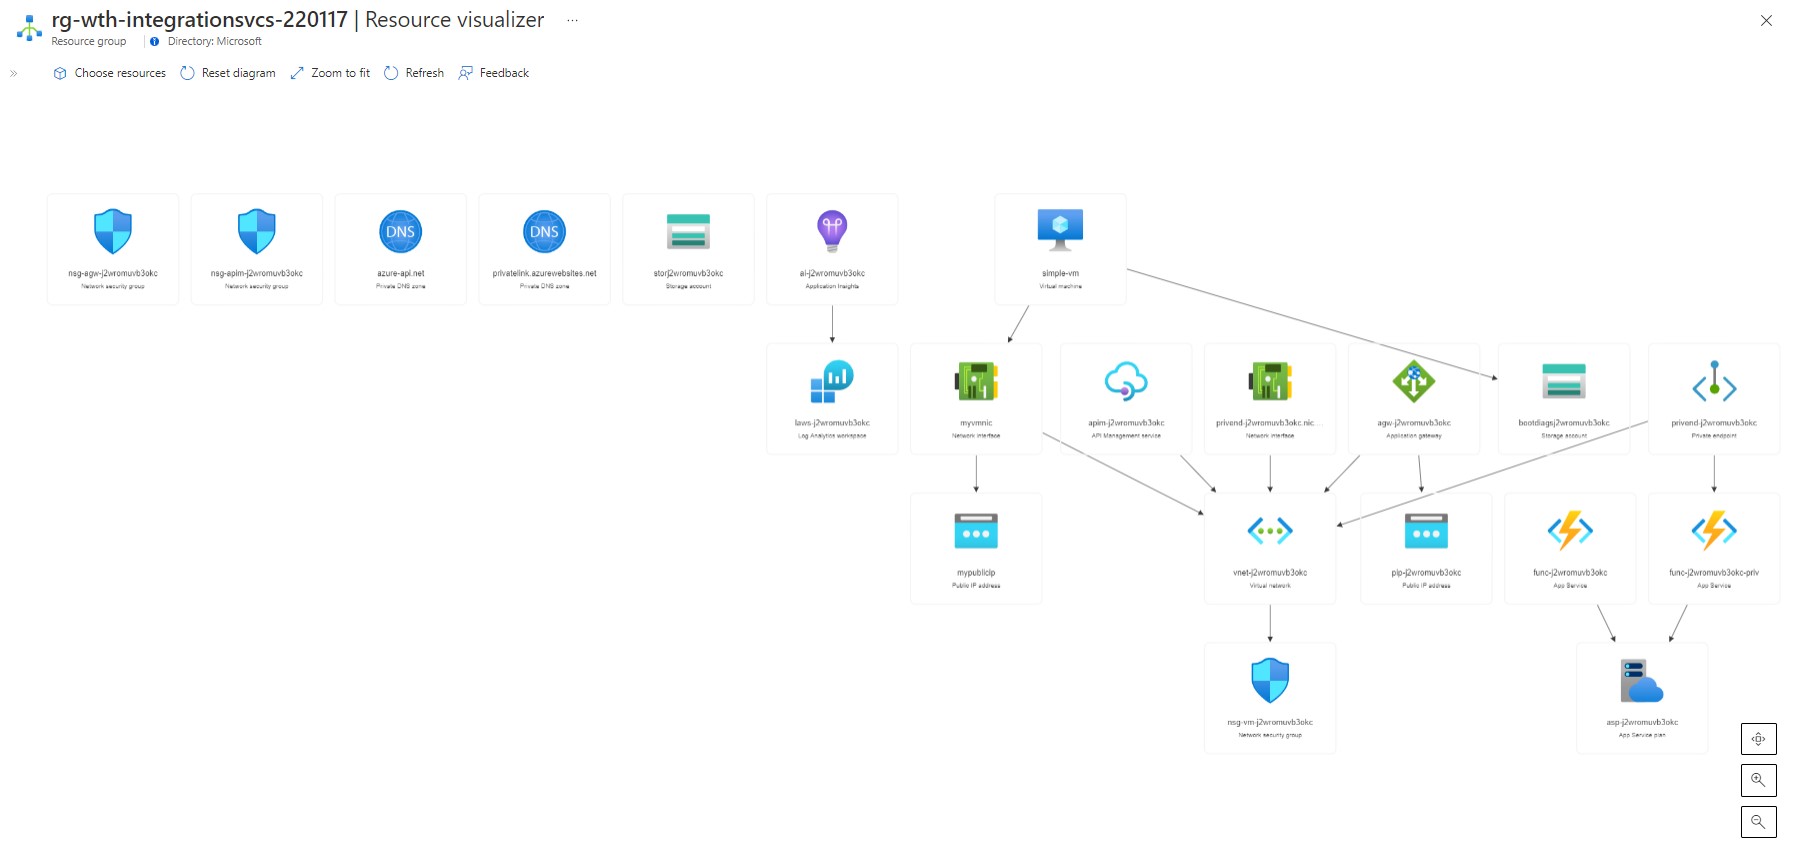 rg-wth-integrationsvcs-220117 | Resource visualizer ...
Resource group Directory: Microsoft
» Choose resources Reset diagram Zoom to fit Refresh Feedback
DNS
DNS
nsg-agw-j2wromuvb3okc
Network security group
nsg-apim-j2wromuvb3okc
Network security group
azure-api.net
Private DNS zone
privatelink.azurewebsites.net
Private DNS zone
storj2wromuvb3okc
Storage account
ai-j2wromuvb3okc
Application Insights
simple-vm
Virtual machine
laws-j2wromuvb3okc
Log Analytics workspace
myvmnic
Network Interface
apim-j2wromuvb3okc
API Management service
privend-j2wromuvb3okc.nic...
Network Interface
agw-j2wromuvb3okc
Application gateway
bootdiagsj2wromuvb3okc
Storage account
privend-j2wromuvb3okc
Private endpoint
mypublicip
Public IP address
vnet-j2wromuvb3okc
Virtual network
pip-j2wromuvb3okc
Public IP address
func-j2wromuvb3okc
App Service
func-j2wromuvb3okc-priv
App Service
nsg-vm-j2wromuvb3okc
Network security group
asp-j2wromuvb3okc
App Service plan